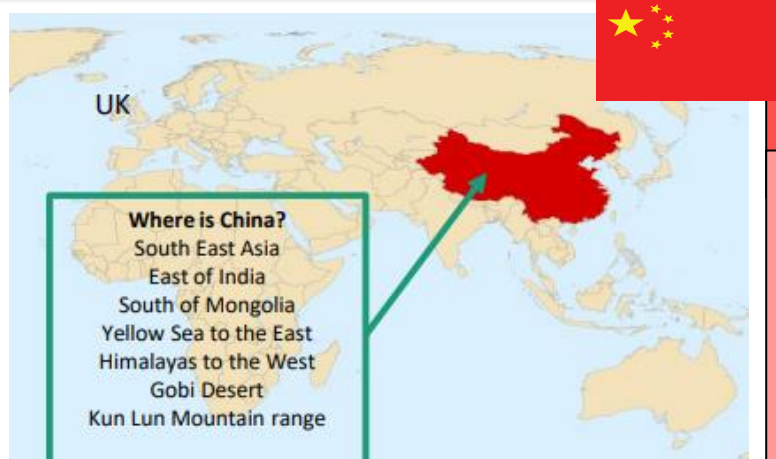 UK
Where is China?
South East Asia
East of India
South of Mongolia
Yellow Sea to the East
Himalayas to the West
Gobi Desert
Kun Lun Mountain range